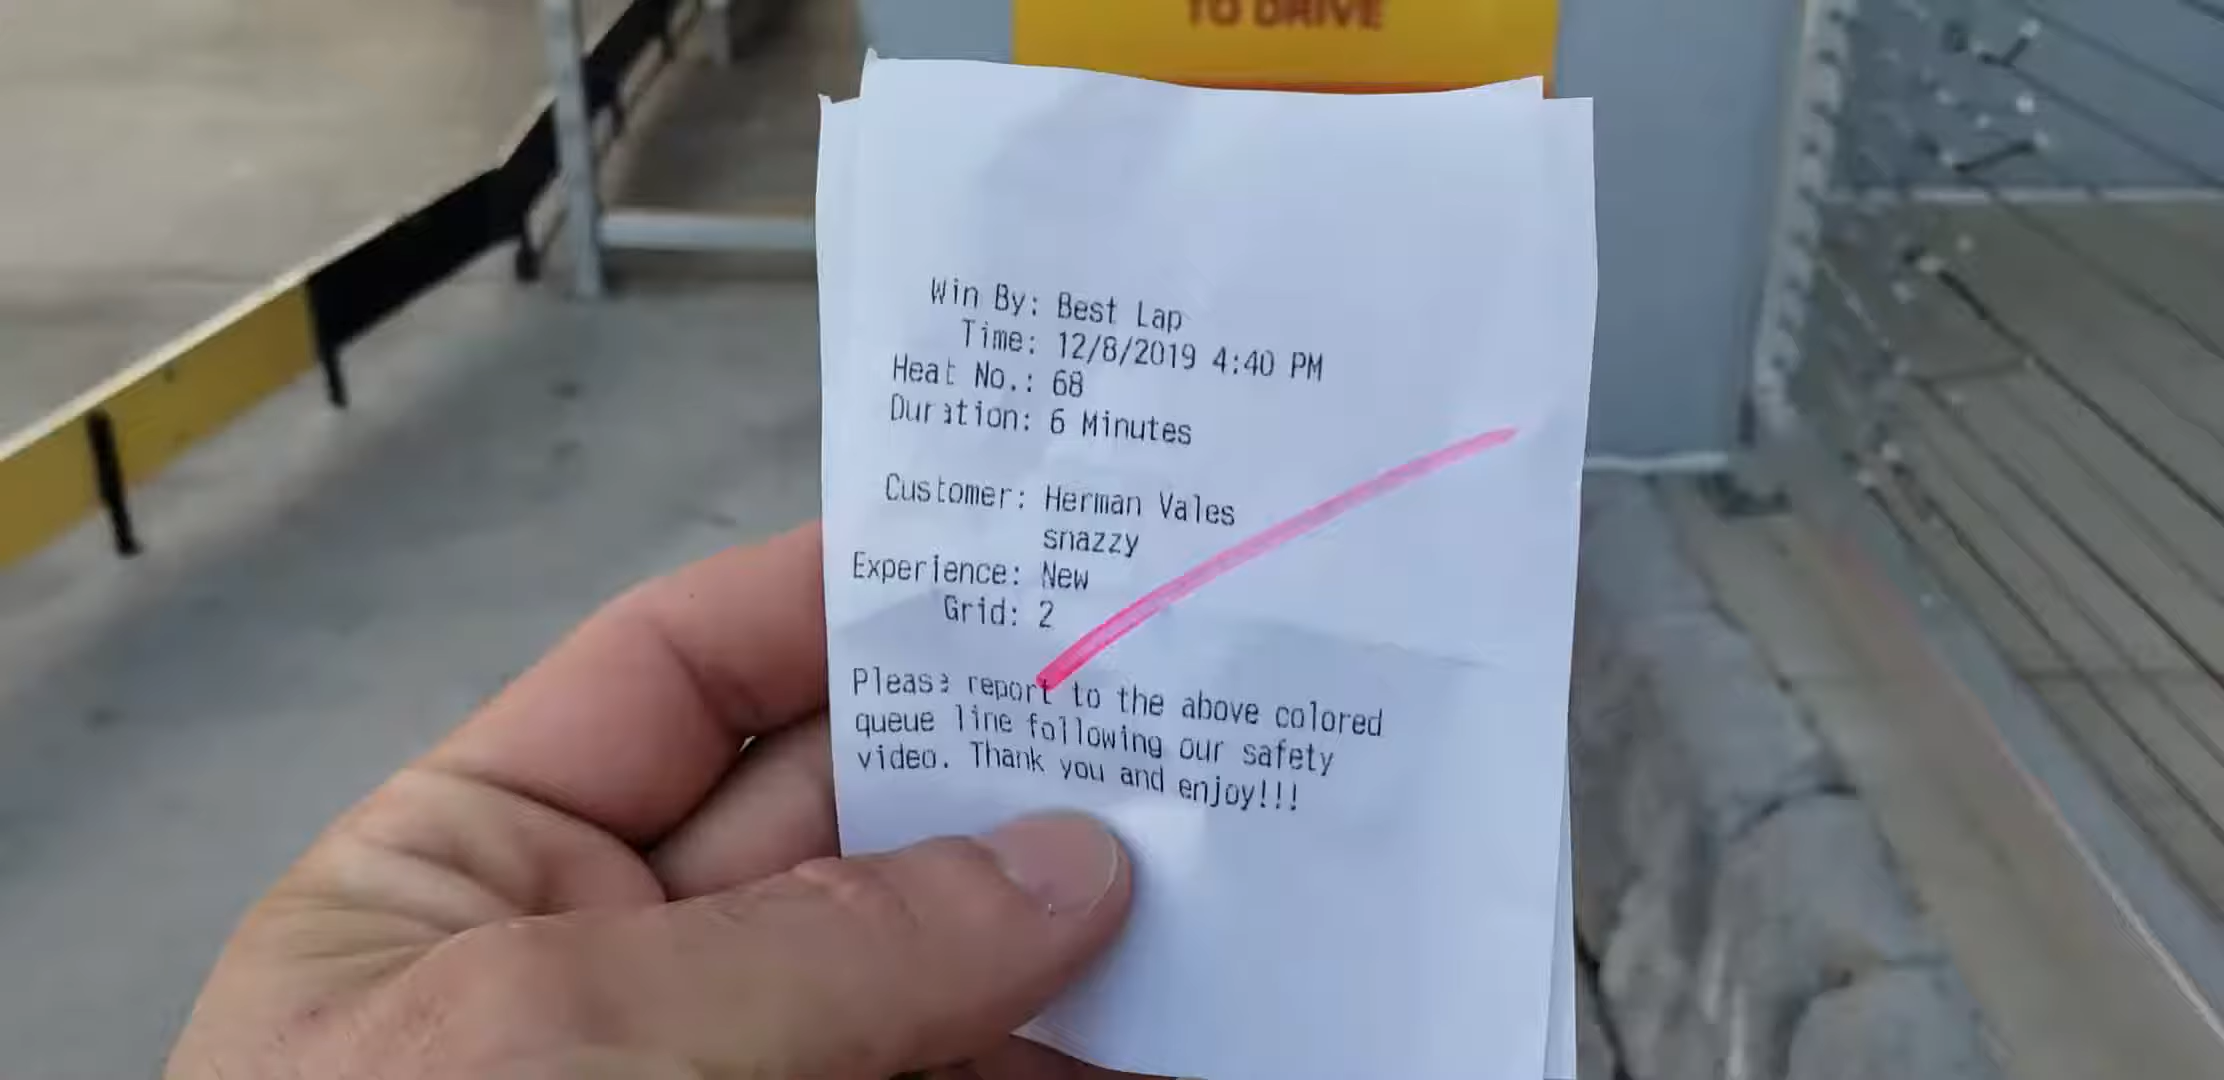 TO DRIVE
Win By: Best Lap
Time: 12/8/2019 4:40 PM
Heat No.: 68
Duration: 6 Minutes
Customer: Herman Vales
snazzy
Experience: New
Grid: 2
Please report to the above colored
queue line following our safety
video. Thank you and enjoy!!!